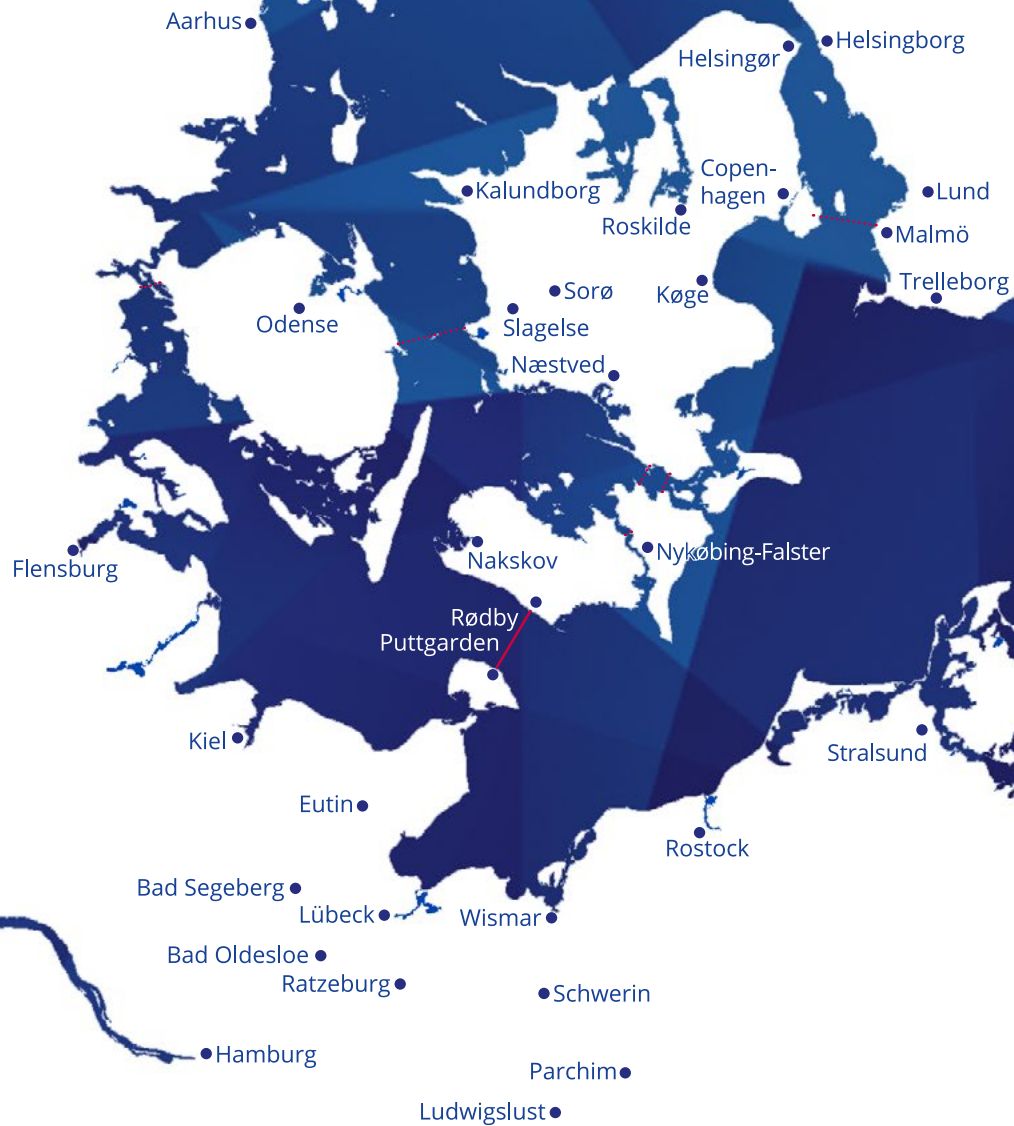 Aarhus
Helsingborg
Helsingør
Copen-
hagen
Kalundborg
Lund
Roskilde
Malmö
Trelleborg
Sorø
Køge
Odense
Slagelse
Næstved
Nykøbing-Falster
Nakskov
Flensburg
Rødby
Puttgarden
Kiel
Stralsund
Eutin
Rostock
Bad Segeberg
Lübeck
Wismar
Bad Oldesloe
Ratzeburg
Schwerin
Hamburg
Parchim
Ludwigslust